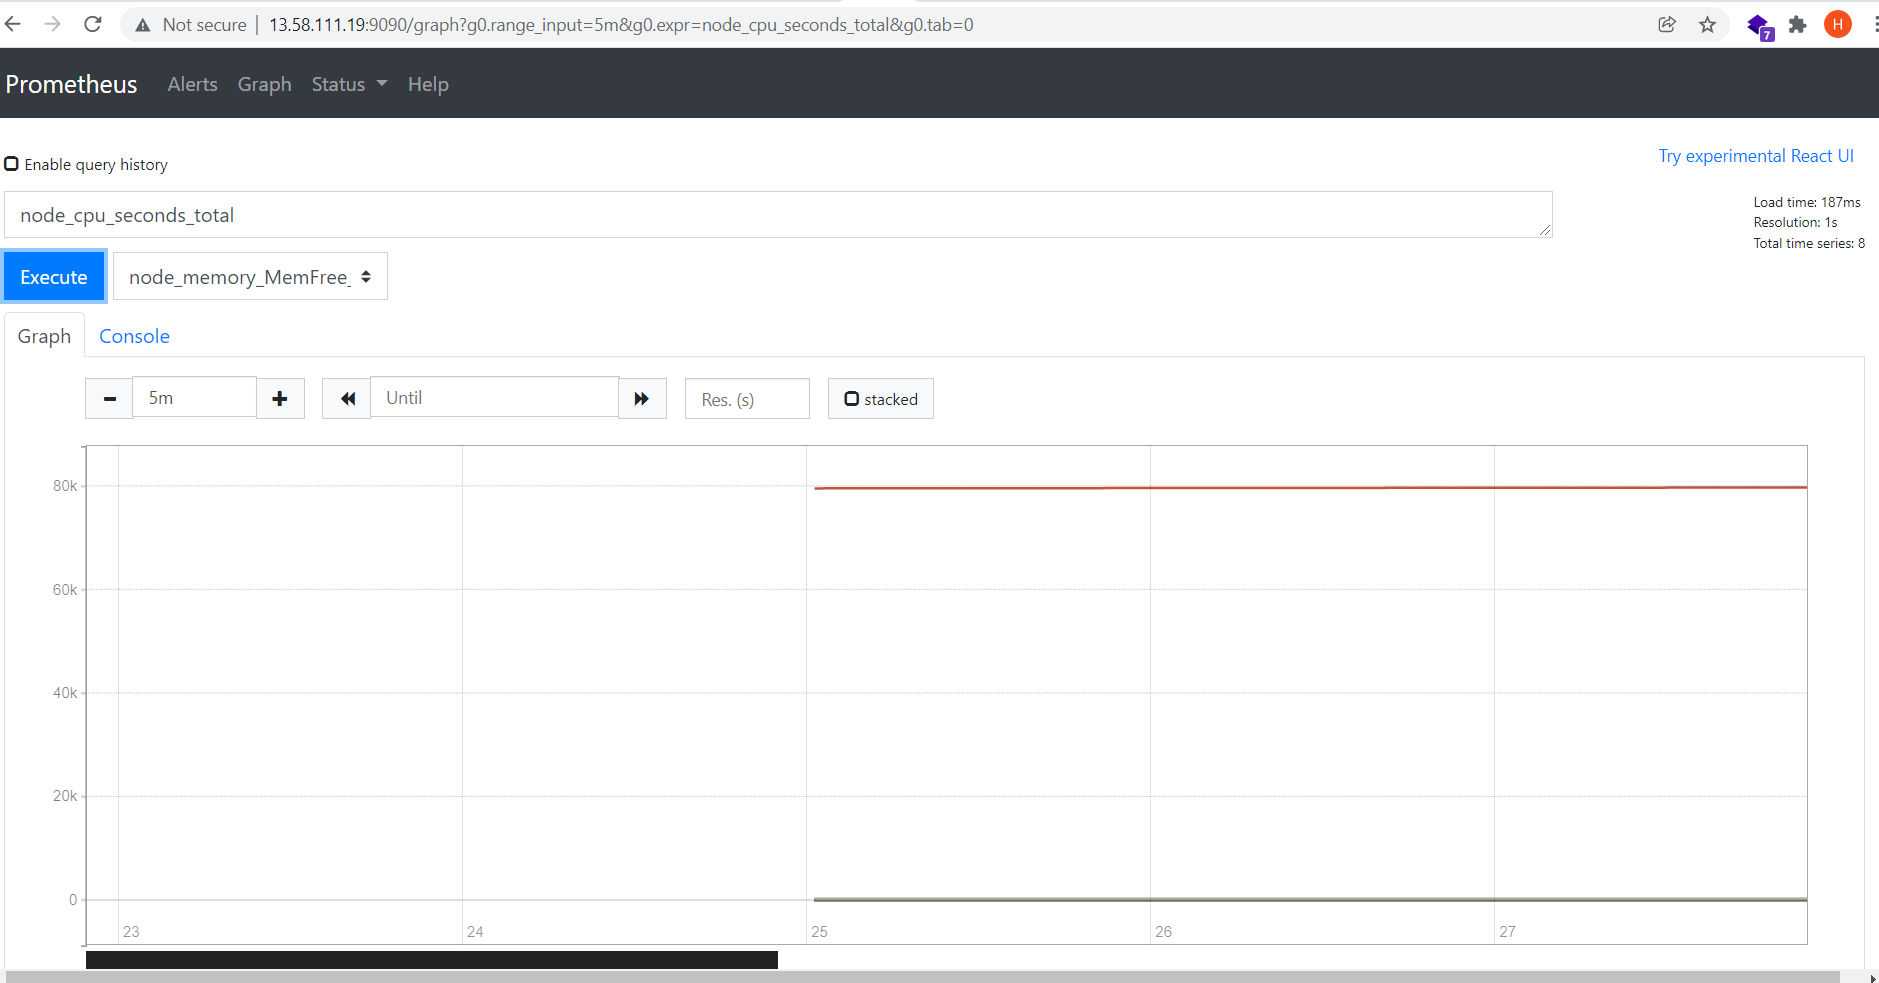 Not secure | 13.58.111.19:9090/graph?g0.range_input=5m&g0.expr=node_cpu_seconds_total&g0.tab=0
7
H
Prometheus Alerts Graph Status Help
Enable query history
Try experimental React UI
node_cpu_seconds_total
Load time: 187ms
Resolution: 1s
Total time series: 8
Execute node_memory_MemFree_
Graph Console
5m Until Res. (s) stacked
80k
60k
40k
20k
0
23 24 25 26 27